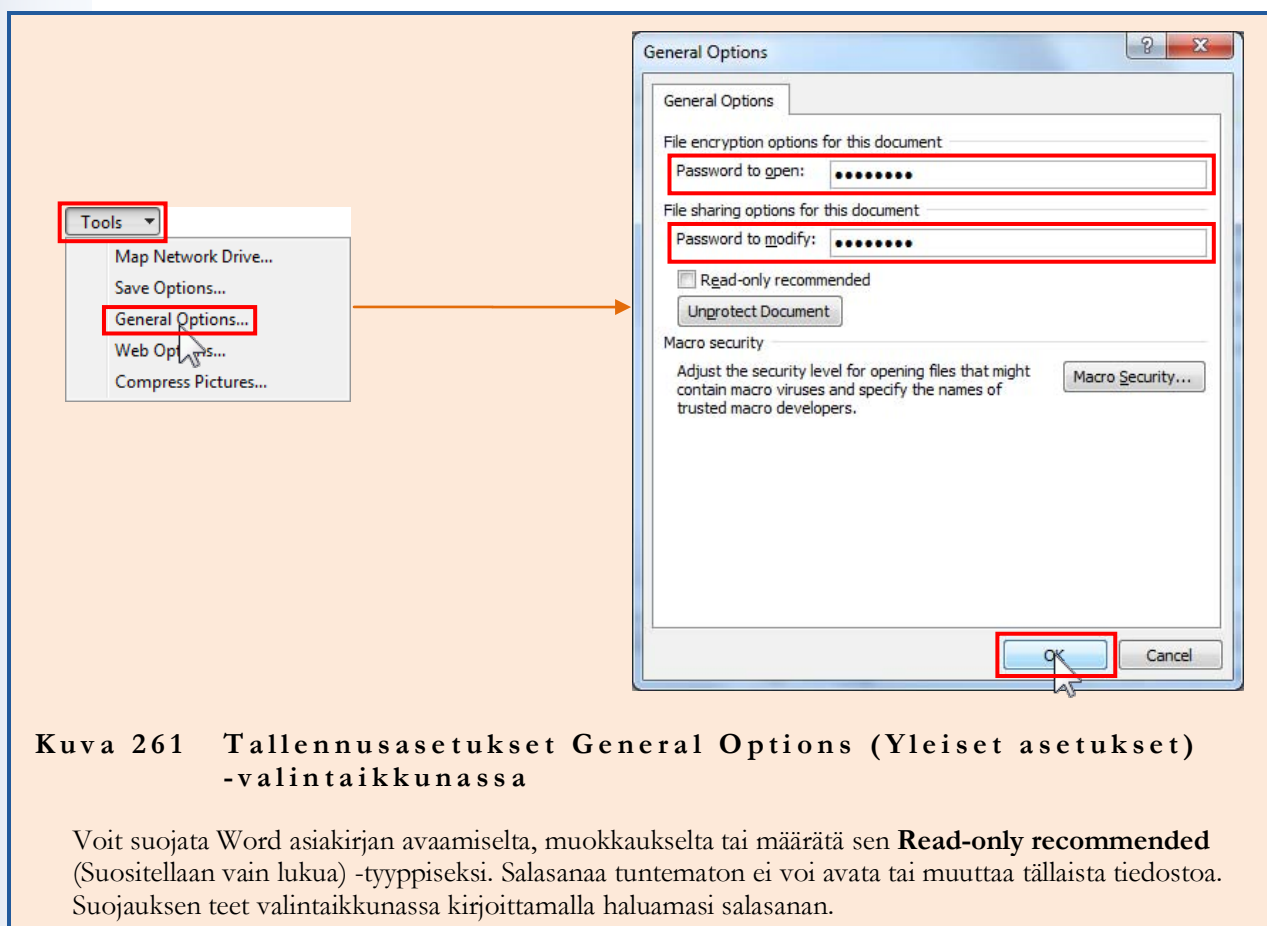 General Options
General Options
File encryption options for this document
Password to open: ●●●●●●●●
File sharing options for this document
Password to modify: ●●●●●●●●
Read-only recommended
Unprotect Document
Macro security
Adjust the security level for opening files that might
contain macro viruses and specify the names of
trusted macro developers.
Macro Security...
OK
Cancel
Tools
Map Network Drive...
Save Options...
General Options...
Compress Pictures...
Kuva 261 Tallennusasetukset General Options (Yleiset asetukset)
-valintaikkunassa
Voit suojata Word asiakirjan avaamiselta, muokkaukselta tai määrätä sen Read-only recommended
(Suositellaan vain lukua) -tyyppiseksi. Salasanaa tuntematon ei voi avata tai muuttaa tällaista tiedostoa.
Suojauksen teet valintaikkunassa kirjoittamalla haluamasi salasanan.